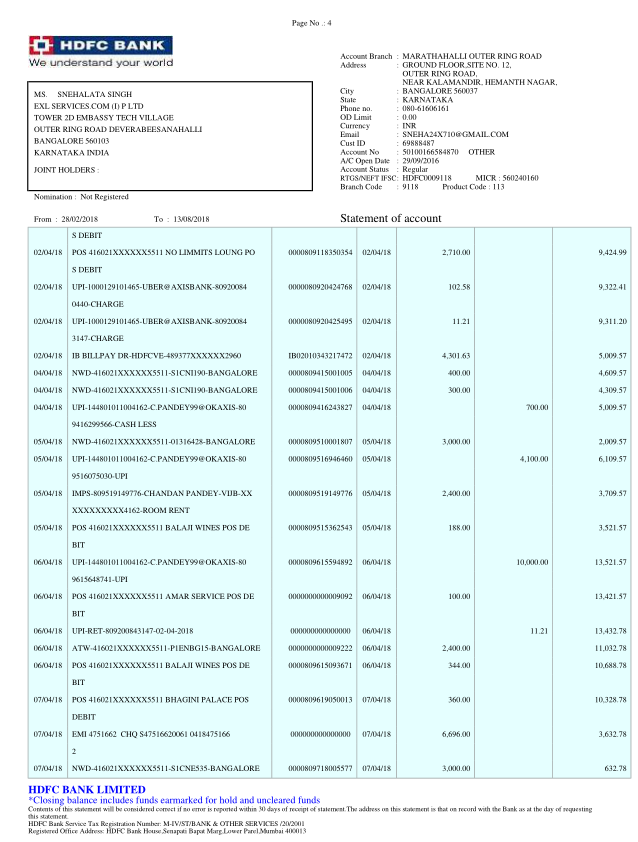 Page No .: 4
HDFC BANK
We understand your world
MS. SNEHALATA SINGH
EXL SERVICES.COM (I) P LTD
TOWER 2D EMBASSY TECH VILLAGE
OUTER RING ROAD DEVERABEESANAHALLI
BANGALORE 560103
KARNATAKA INDIA
JOINT HOLDERS :
Nomination : Not Registered
Account Branch : MARATHAHALLI OUTER RING ROAD
Address : GROUND FLOOR,SITE NO. 12,
OUTER RING ROAD,
NEAR KALAMANDIR, HEMANTH NAGAR,
City : BANGALORE 560037
State : KARNATAKA
Phone no. : 080-61606161
OD Limit : 0.00
Currency : INR
Email : SNEHA24X710@GMAIL.COM
Cust ID : 69888487
Account No : 50100166584870 OTHER
A/C Open Date : 29/09/2016
Account Status : Regular
RTGS/NEFT IFSC: HDFC0009118 MICR : 560240160
Branch Code : 9118 Product Code : 113
From : 28/02/2018 To : 13/08/2018 Statement of account
S DEBIT
02/04/18 POS 416021XXXXXX5511 NO LIMMITS LOUNG PO 0000809118350354 02/04/18 2,710.00 9,424.99
S DEBIT
02/04/18 UPI-1000129101465-UBER@AXISBANK-80920084 0000809204247​68 02/04/18 102.58 9,322.41
0440-CHARGE
02/04/18 UPI-1000129101465-UBER@AXISBANK-80920084 0000809920425495 02/04/18 11.21 9,311.20
3147-CHARGE
02/04/18 IB BILLPAY DR-HDFCVE-489377XXXXXX2960 IB02010343217472 02/04/18 4,301.63 5,009.57
04/04/18 NWD-416021XXXXXX5511-S1CNI190-BANGALORE 0000809415001005 04/04/18 400.00 4,609.57
04/04/18 NWD-416021XXXXXX5511-S1CNI190-BANGALORE 0000809415001006 04/04/18 300.00 4,309.57
04/04/18 UPI-144801011004162-C.PANDEY99@OKAXIS-80 0000809416243827 04/04/18 700.00 5,009.57
9416299566-CASH LESS
05/04/18 NWD-416021XXXXXX5511-01316428-BANGALORE 0000809510001807 05/04/18 3,000.00 2,009.57
05/04/18 UPI-144801011004162-C.PANDEY99@OKAXIS-80 0000809516946460 05/04/18 4,100.00 6,109.57
9516075030-UPI
05/04/18 IMPS-809519149776-CHANDAN PANDEY-VIJB-XX 0000809519149776 05/04/18 2,400.00 3,709.57
XXXXXXXXX4162-ROOM RENT
05/04/18 POS 416021XXXXXX5511 BALAJI WINES POS DE 0000809515362543 05/04/18 188.00 3,521.57
BIT
06/04/18 UPI-144801011004162-C.PANDEY99@OKAXIS-80 0000809615594892 06/04/18 10,000.00 13,521.57
9615648741-UPI
06/04/18 POS 416021XXXXXX5511 AMAR SERVICE POS DE 0000000000009092 06/04/18 100.00 13,421.57
BIT
06/04/18 UPI-RET-809200843147-02-04-2018 000000000000000 06/04/18 11.21 13,432.78
06/04/18 ATW-416021XXXXXX5511-P1ENBG15-BANGALORE 0000000000009222 06/04/18 2,400.00 11,032.78
06/04/18 POS 416021XXXXXX5511 BALAJI WINES POS DE 0000809615093671 06/04/18 344.00 10,688.78
BIT
07/04/18 POS 416021XXXXXX5511 BHAGINI PALACE POS 0000809619050013 07/04/18 360.00 10,328.78
DEBIT
07/04/18 EMI 4751662 CHQ S47516620061 0418475166 000000000000000 07/04/18 6,696.00 3,632.78
2
07/04/18 NWD-416021XXXXXX5511-S1CNE535-BANGALORE 0000809718005577 07/04/18 3,000.00 632.78
HDFC BANK LIMITED
*Closing balance includes funds earmarked for hold and uncleared funds
Contents of this statement will be considered correct if no error is reported within 30 days of receipt of statement.The address on this statement is that on record with the Bank as at the day of requesting
this statement.
HDFC Bank Service Tax Registration Number: M-IV/ST/BANK & OTHER SERVICES /20/2001
Registered Office Address: HDFC Bank House,Senapati Bapat Marg,Lower Parel,Mumbai 400013